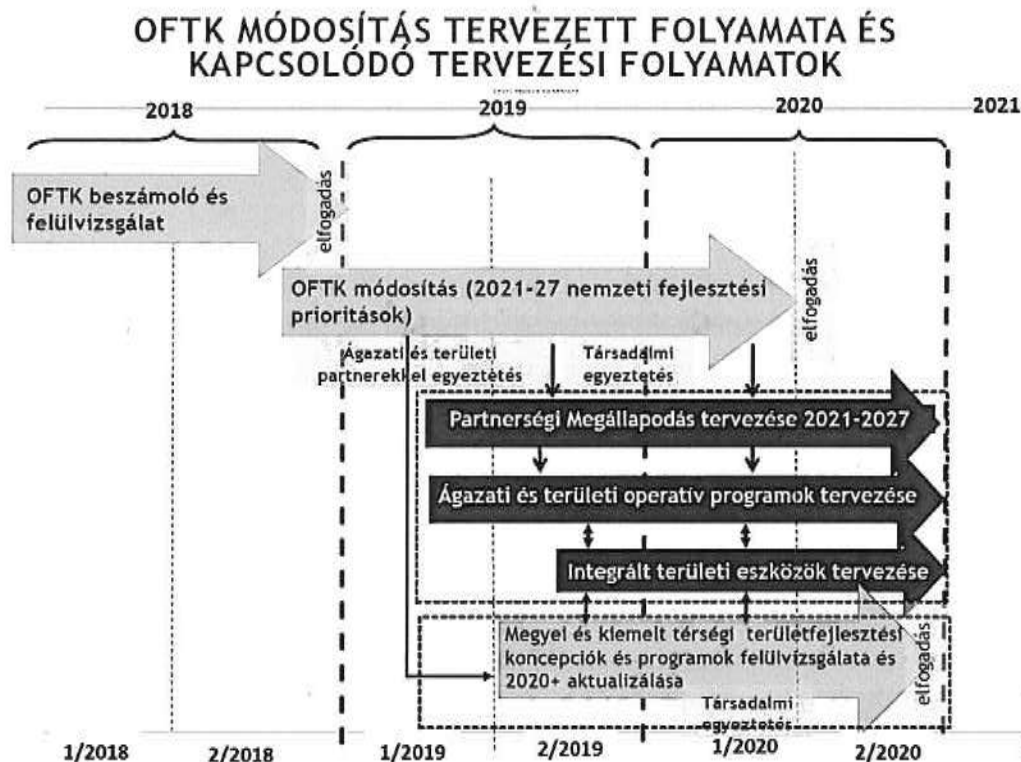 OFTK MÓDOSÍTÁS TERVEZETT FOLYAMATA ÉS
KAPCSOLÓDÓ TERVEZÉSI FOLYAMATOK
2018
2019
2020
2021
OFTK beszámoló és
felülvizsgálat
elfogadás
OFTK módosítás (2021-27 nemzeti fejlesztési
prioritások)
elfogadás
Ágazati és területi
partnerekkel egyeztetés
Társadalmi
egyeztetés
Partnerségi Megállapodás tervezése 2021-2027
Ágazati és területi operatív programok tervezése
Integrált területi eszközök tervezése
Megyei és kiemelt térségi területfejlesztési
koncepciók és programok felülvizsgálata és
2020+ aktualizálása
elfogadás
Társadalmi
egyeztetés
1/2018
2/2018
1/2019
2/2019
1/2020
2/2020